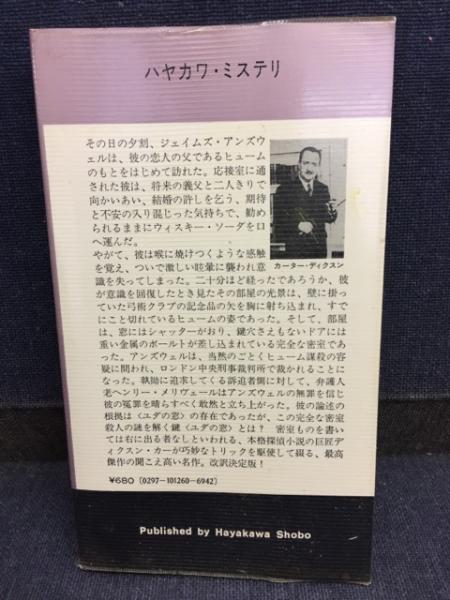 ハヤカワ・ミステリ
その日の夕刻、ジェイムズ・アンズウ
ェルは、彼の恋人の父であるヒューム
のもとをはじめて訪れた。応接室に通
された彼は、将来の義父と二人きりで
向かいあい、結婚の許しを乞う、期待
と不安の入り混じった気持ちで、勧め
られるままにウィスキー・ソーダを口
へ運んだ。
カーター・ディクスン
やがて、彼は喉に焼けつくような感触
を覚え、ついで激しい眩暈に襲われ意
識を失ってしまった。二十分ほど経ったであろうか、彼
が意識を回復したとき見たその部屋の光景は、壁に掛っ
ていた弓術クラブの記念品の矢を胸に射ち込まれ、すで
にこと切れているヒュームの姿であった。そして、部屋
は、窓にはシャッターがおり、鍵穴さえもないドアには
重い金属のボールトが差し込まれている完全な密室であ
った。アンズウェルは、当然のごとくヒューム謀殺の容
疑に問われ、ロンドン中央刑事裁判所で裁かれることに
なった。執拗に追求してくる訴追者側に対して、弁護人
老ヘンリー・メリヴェールはアンズウェルの無罪を信じ
彼の冤罪を晴らすべく敢然と立ち上がった。彼の論述の
根拠は〈ユダの窓〉の存在であったが、この完全な密室
殺人の謎を解く鍵〈ユダの窓〉とは？　密室ものを書い
ては右に出る者なしといわれる、本格探偵小説の巨匠デ
ィクスン・カーが巧妙なトリックを駆使して綴る、最高
傑作の聞こえ高い名作。改訳決定版！
¥680 〔0297-101260-6942〕
Published by Hayakawa Shobo